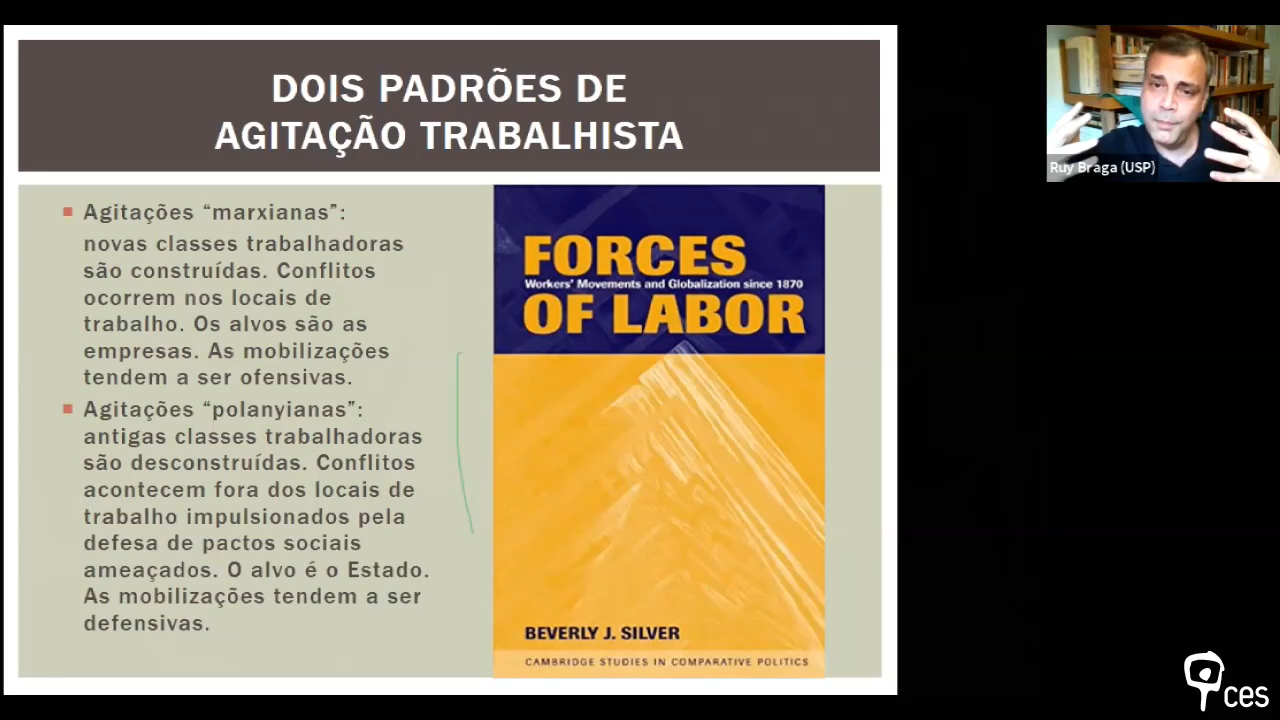 DOIS PADRÕES DE
AGITAÇÃO TRABALHISTA
Agitações “marxianas”:
novas classes trabalhadoras
são construídas. Conflitos
ocorrem nos locais de
trabalho. Os alvos são as
empresas. As mobilizações
tendem a ser ofensivas.
Agitações “polanyianas”:
antigas classes trabalhadoras
são desconstruídas. Conflitos
acontecem fora dos locais de
trabalho impulsionados pela
defesa de pactos sociais
ameaçados. O alvo é o Estado.
As mobilizações tendem a ser
defensivas.
FORCES
Workers' Movements and Globalization since 1870
OF LABOR
BEVERLY J. SILVER
CAMBRIDGE STUDIES IN COMPARATIVE POLITICS
Ruy Braga (USP)
ces